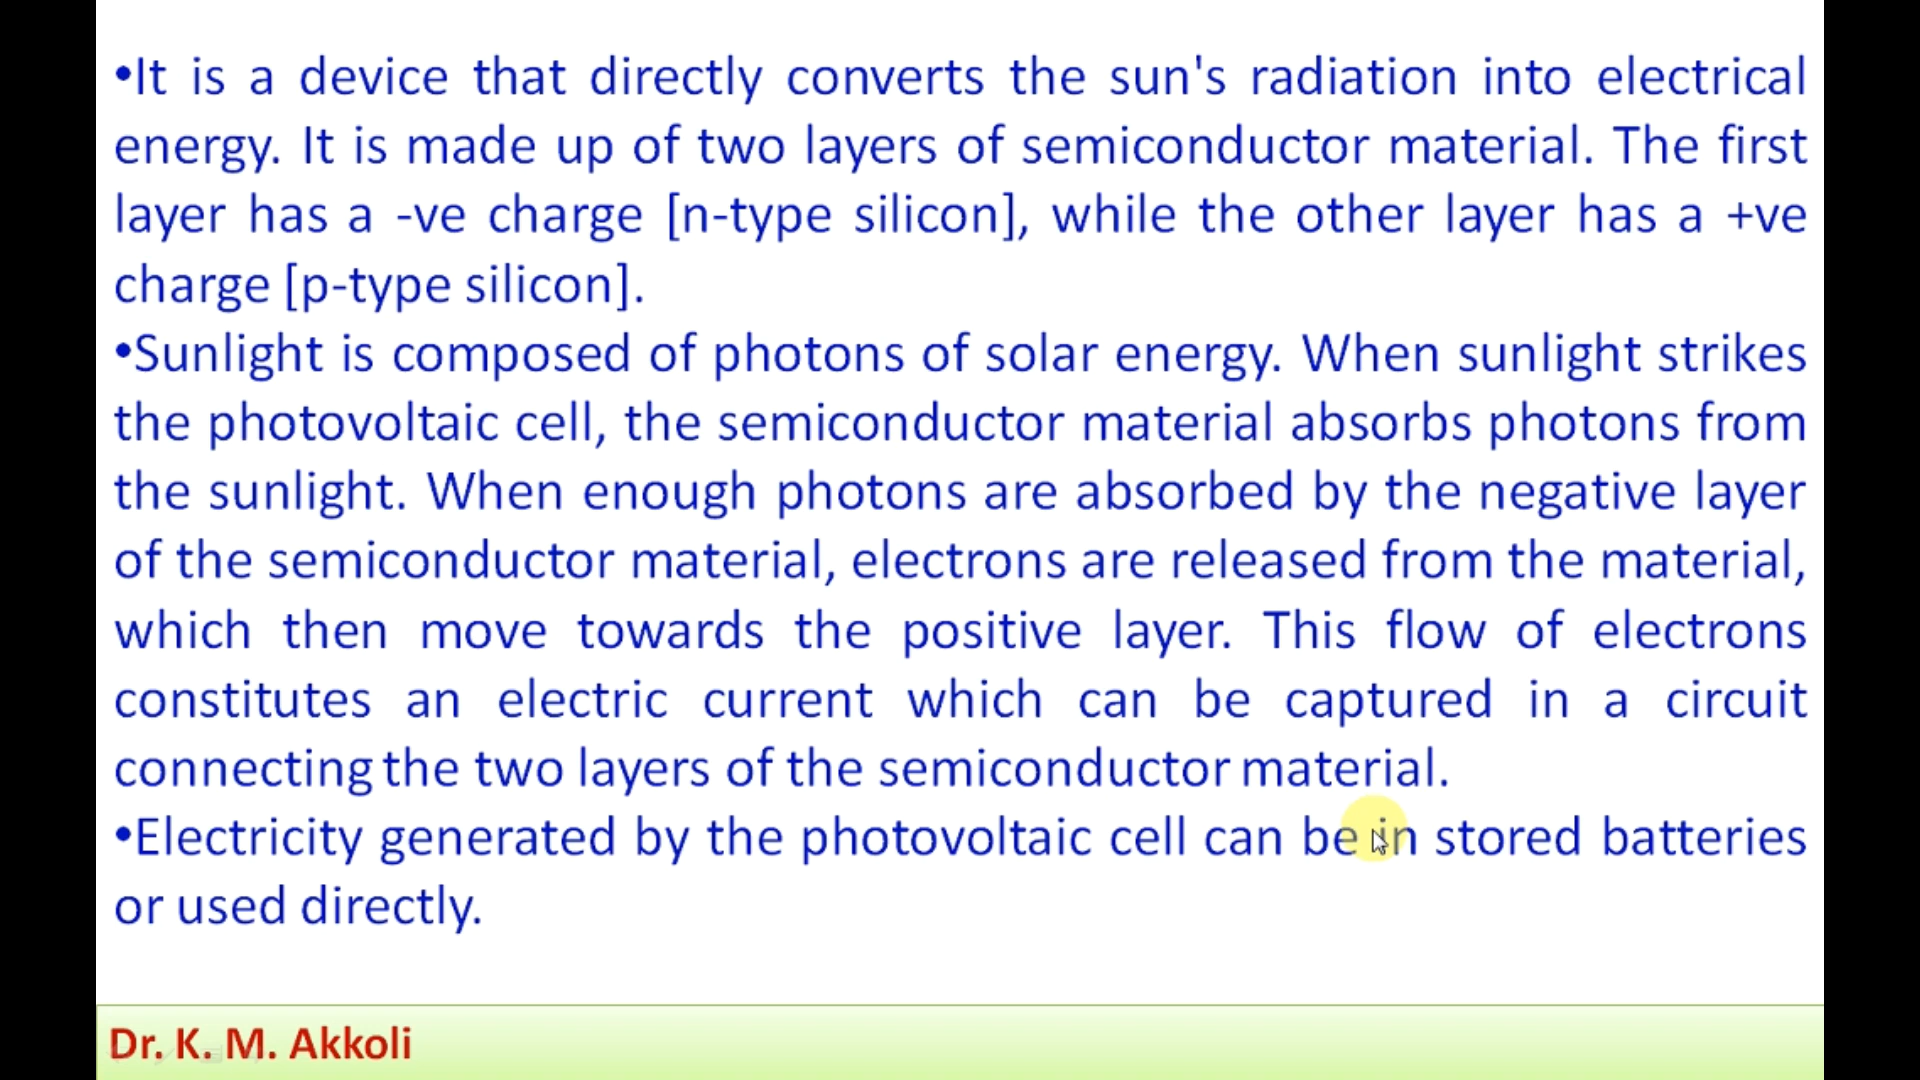 •It is a device that directly converts the sun's radiation into electrical
energy. It is made up of two layers of semiconductor material. The first
layer has a -ve charge [n-type silicon], while the other layer has a +ve
charge [p-type silicon].
•Sunlight is composed of photons of solar energy. When sunlight strikes
the photovoltaic cell, the semiconductor material absorbs photons from
the sunlight. When enough photons are absorbed by the negative layer
of the semiconductor material, electrons are released from the material,
which then move towards the positive layer. This flow of electrons
constitutes an electric current which can be captured in a circuit
connecting the two layers of the semiconductor material.
•Electricity generated by the photovoltaic cell can be in stored batteries
or used directly.
Dr. K. M. Akkoli